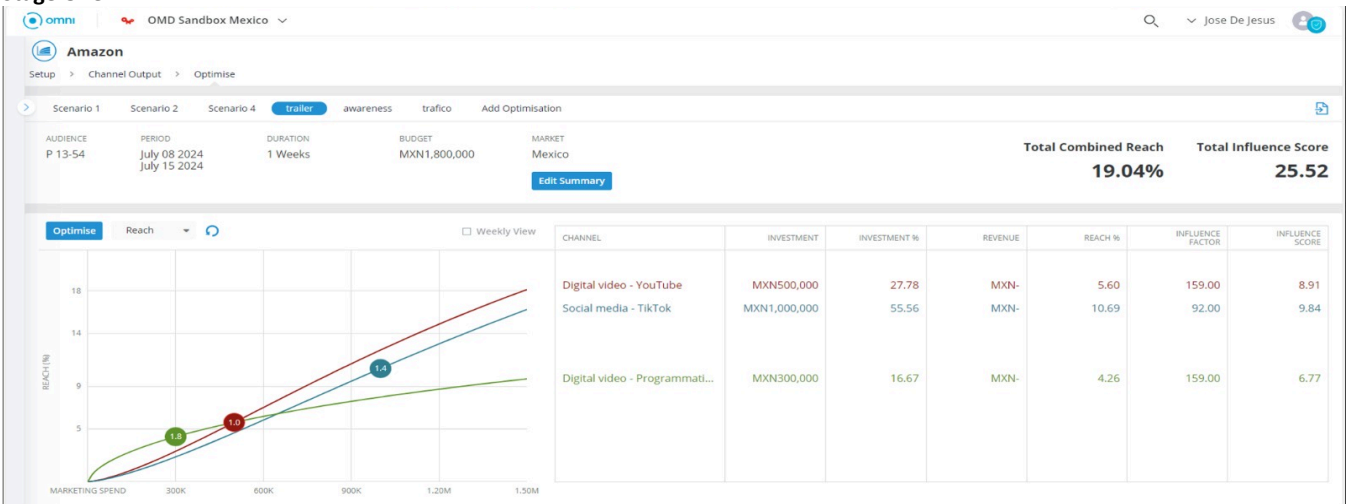 omni OMD Sandbox Mexico Jose De Jesus
Amazon
Setup > Channel Output > Optimise
Scenario 1 Scenario 2 Scenario 4 trailer awareness trafico Add Optimisation
AUDIENCE PERIOD DURATION BUDGET MARKET
P 13-54 July 08 2024 1 Weeks MXN1,800,000 Mexico
July 15 2024
Edit Summary
Total Combined Reach Total Influence Score
19.04% 25.52
Optimise Reach Weekly View
CHANNEL INVESTMENT INVESTMENT % REVENUE REACH % INFLUENCE FACTOR INFLUENCE SCORE
Digital video - YouTube MXN500,000 27.78 MXN- 5.60 159.00 8.91
Social media - TikTok MXN1,000,000 55.56 MXN- 10.69 92.00 9.84
Digital video - Programmati... MXN300,000 16.67 MXN- 4.26 159.00 6.77
REACH (%)
18
14
9
5
1.4
1.0
1.8
MARKETING SPEND 300K 600K 900K 1.20M 1.50M